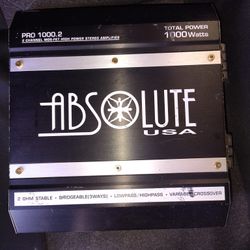 PRO 1000.2
2 CHANNEL MOS-FET HIGH POWER STEREO AMPLIFIER
TOTAL POWER
1000Watts
ABSOLUTE
USA
2 OHM STABLE • BRIDGEABLE(3WAYS) • LOWPASS/HIGHPASS • VARIABLE CROSSOVER